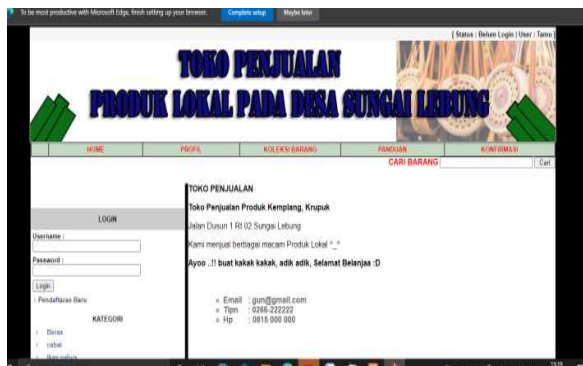 To be most productive with Microsoft Edge, finish setting up your browser.
Complete setup
Maybe later
[ Status : Belum Login | User : Tamu ]
TOKO PENJUALAN
PRODUK LOKAL PADA DESA SUNGAI LEBUNG
HOME PROFIL KOLEKSI BARANG PANDUAN KONFIRMASI
CARI BARANG Cari
LOGIN
Username :
Password :
Login
Pendaftaran Baru
KATEGORI
Beras
cabai
TOKO PENJUALAN
Toko Penjualan Produk Kemplang, Krupuk
Jalan Dusun 1 Rt 02 Sungai Lebung
Kami menjual berbagai macam Produk Lokal ^_^
Ayoo ..!! buat kakak kakak, adik adik, Selamat Belanjaa :D
Email : gun@gmail.com
Tlpn : 0266-222222
Hp : 0815 000 000